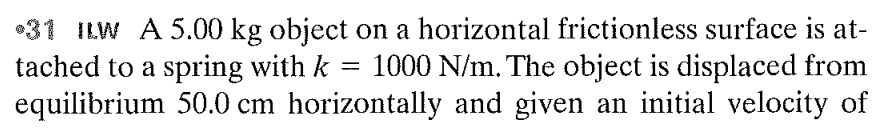 •31 ILW A 5.00 kg object on a horizontal frictionless surface is at-
tached to a spring with k = 1000 N/m. The object is displaced from
equilibrium 50.0 cm horizontally and given an initial velocity of